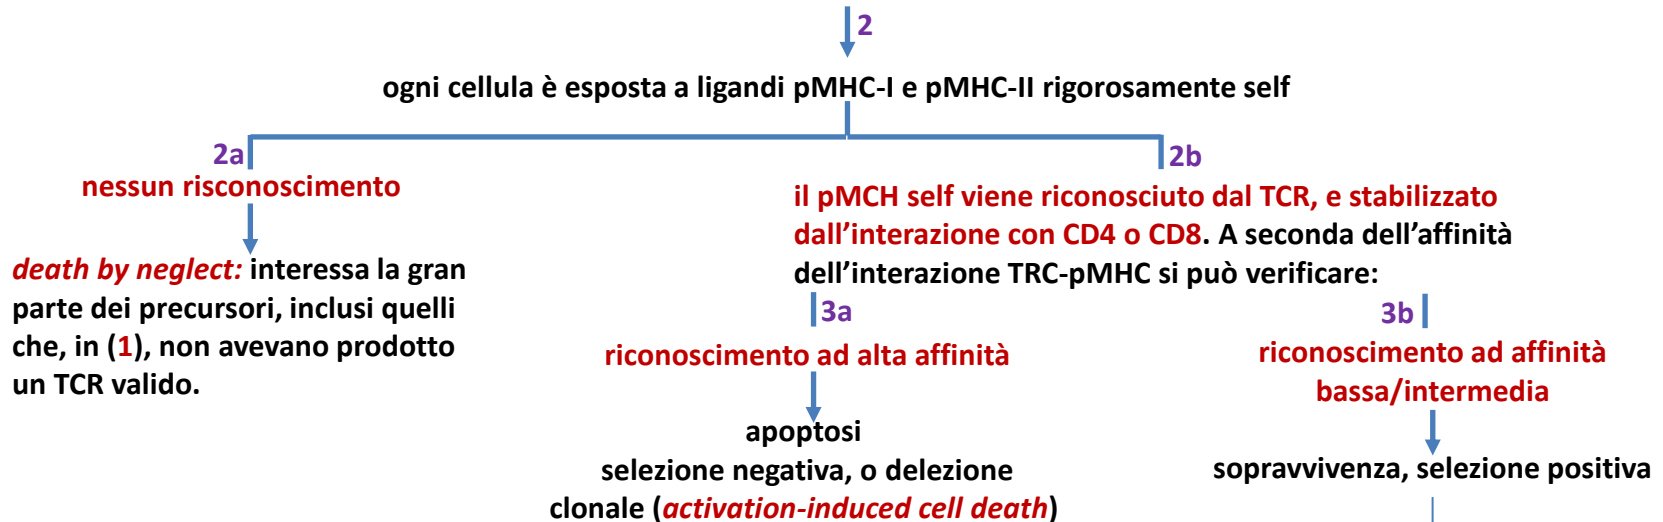 2
ogni cellula è esposta a ligandi pMHC-I e pMHC-II rigorosamente self
2a
nessun risconoscimento
death by neglect: interessa la gran
parte dei precursori, inclusi quelli
che, in (1), non avevano prodotto
un TCR valido.
2b
il pMCH self viene riconosciuto dal TCR, e stabilizzato
dall’interazione con CD4 o CD8. A seconda dell’affinità
dell’interazione TRC-pMHC si può verificare:
3a
riconoscimento ad alta affinità
apoptosi
selezione negativa, o delezione
clonale (activation-induced cell death)
3b
riconoscimento ad affinità
bassa/intermedia
sopravvivenza, selezione positiva